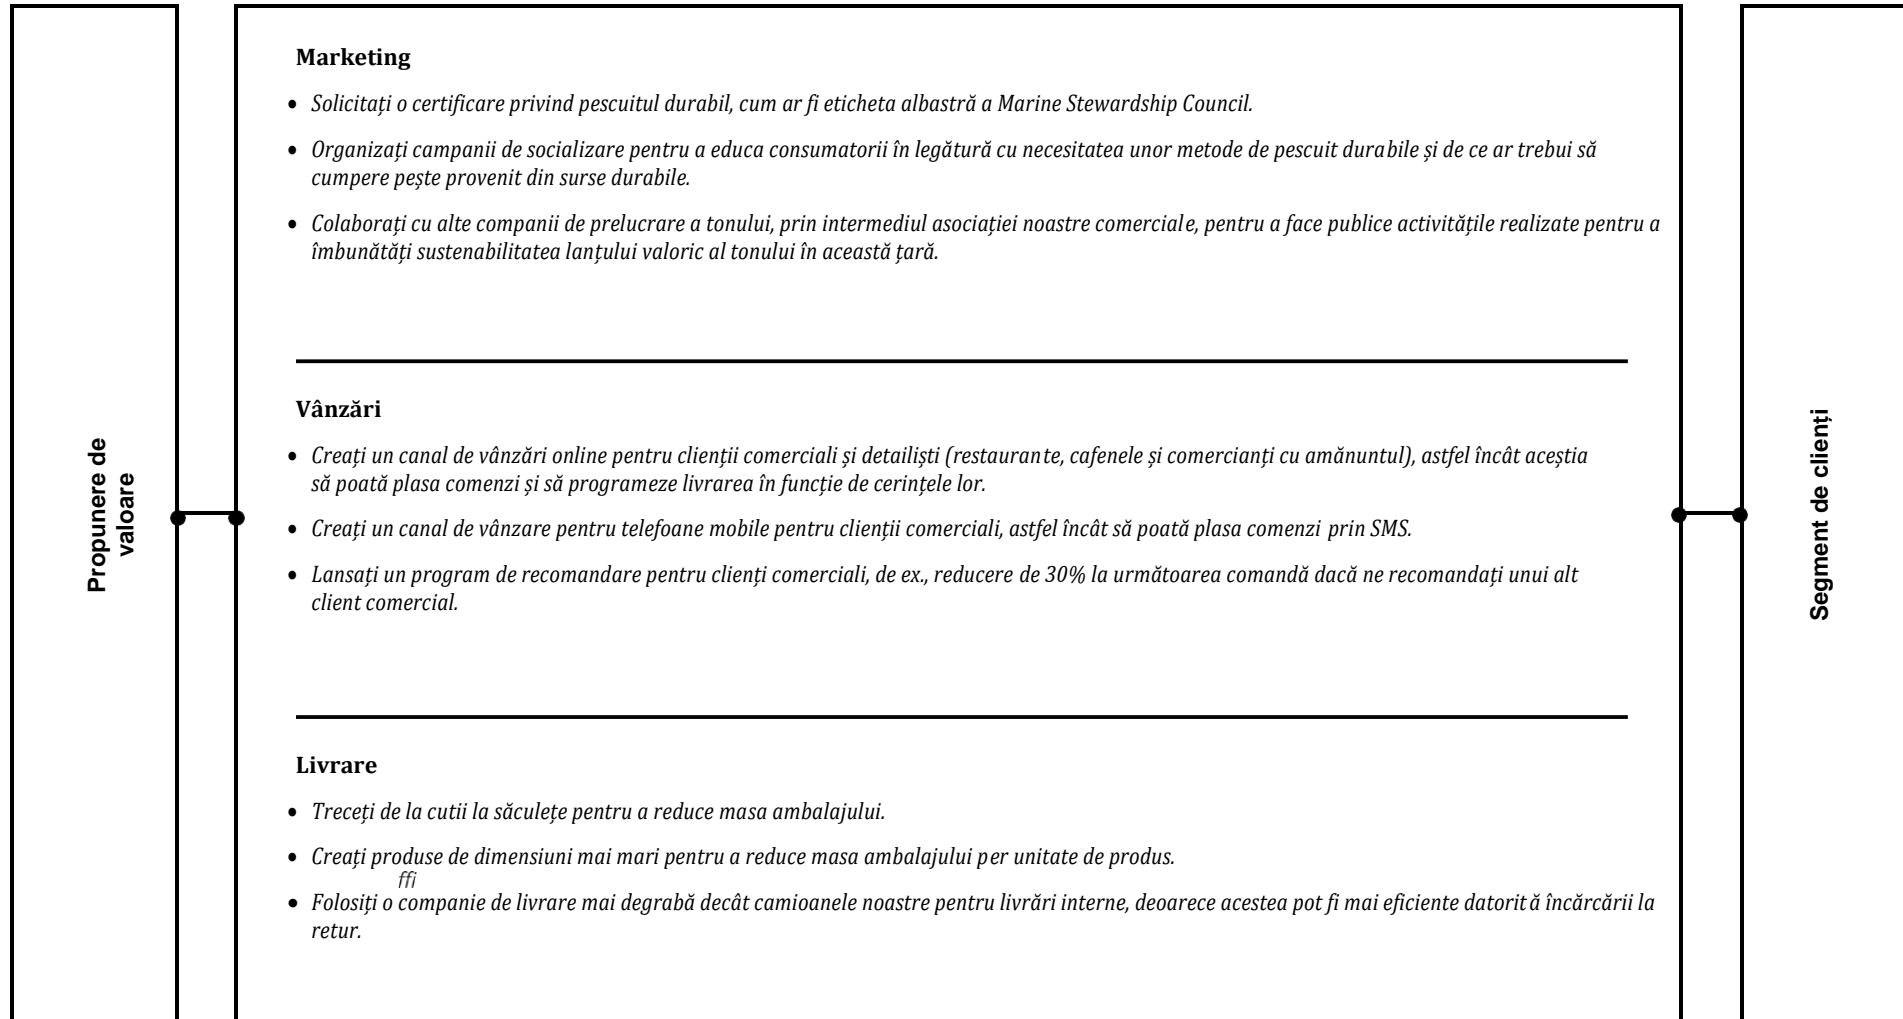 Propunere de
valoare
Marketing
• Solicitați o certificare privind pescuitul durabil, cum ar fi eticheta albastră a Marine Stewardship Council.
• Organizați campanii de socializare pentru a educa consumatorii în legătură cu necesitatea unor metode de pescuit durabile și de ce ar trebui să
cumpere pește provenit din surse durabile.
• Colaborați cu alte companii de prelucrare a tonului, prin intermediul asociației noastre comerciale, pentru a face publice activitățile realizate pentru a
îmbunătăți sustenabilitatea lanțului valoric al tonului în această țară.
Vânzări
• Creați un canal de vânzări online pentru clienții comerciali și detailiști (restaurante, cafenele și comercianți cu amănuntul), astfel încât aceștia
să poată plasa comenzi și să programeze livrarea în funcție de cerințele lor.
• Creați un canal de vânzare pentru telefoane mobile pentru clienții comerciali, astfel încât să poată plasa comenzi prin SMS.
• Lansați un program de recomandare pentru clienți comerciali, de ex., reducere de 30% la următoarea comandă dacă ne recomandați unui alt
client comercial.
Livrare
• Treceți de la cutii la săculețe pentru a reduce masa ambalajului.
• Creați produse de dimensiuni mai mari pentru a reduce masa ambalajului per unitate de produs.
ffi
• Folosiți o companie de livrare mai degrabă decât camioanele noastre pentru livrări interne, deoarece acestea pot fi mai eficiente datorită încărcării la
retur.
Segment de clienți